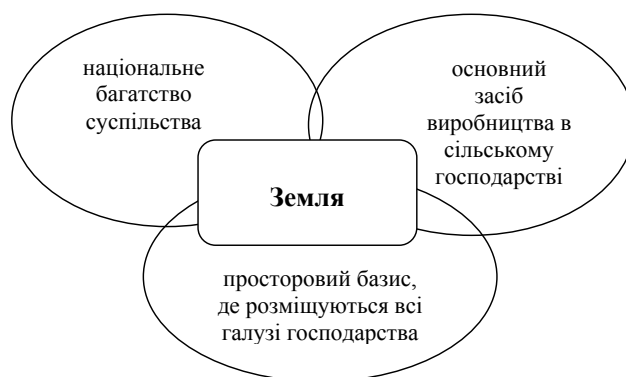 національне
багатство
суспільства
основний
засіб
виробництва в
сільському
господарстві
Земля
просторовий базис,
де розміщуються всі
галузі господарства